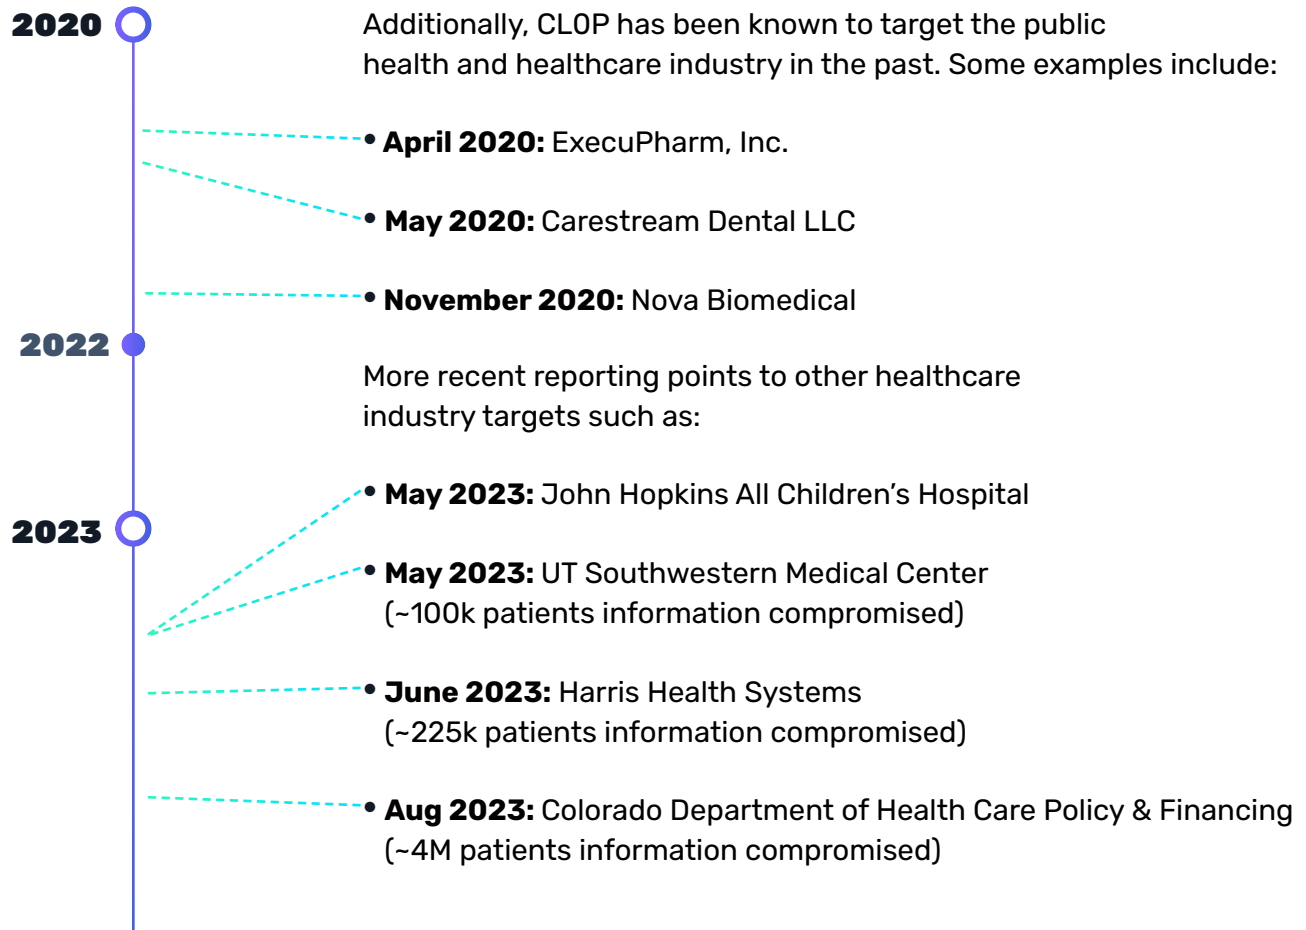 2020
Additionally, CL0P has been known to target the public
health and healthcare industry in the past. Some examples include:
• April 2020: ExecuPharm, Inc.
• May 2020: Carestream Dental LLC
• November 2020: Nova Biomedical
2022
More recent reporting points to other healthcare
industry targets such as:
• May 2023: John Hopkins All Children’s Hospital
2023
• May 2023: UT Southwestern Medical Center
(~100k patients information compromised)
• June 2023: Harris Health Systems
(~225k patients information compromised)
• Aug 2023: Colorado Department of Health Care Policy & Financing
(~4M patients information compromised)